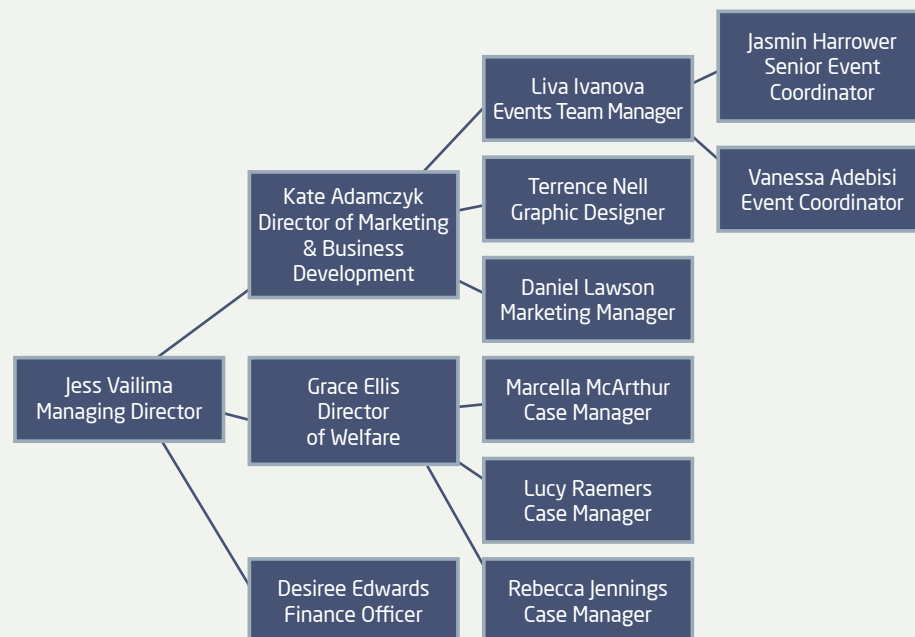 Jess Vailima
Managing Director
Kate Adamczyk
Director of Marketing
& Business
Development
Liva Ivanova
Events Team Manager
Jasmin Harrower
Senior Event
Coordinator
Vanessa Adebisi
Event Coordinator
Terrence Nell
Graphic Designer
Daniel Lawson
Marketing Manager
Grace Ellis
Director
of Welfare
Marcella McArthur
Case Manager
Lucy Raemers
Case Manager
Rebecca Jennings
Case Manager
Desiree Edwards
Finance Officer